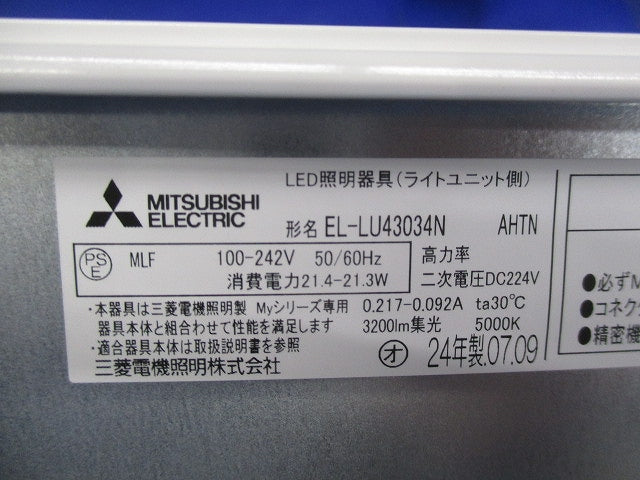 LED照明器具(ライトユニット側)
MITSUBISHI
ELECTRIC
形名 EL-LU43034N AHTN
PS
E
MLF 100-242V 50/60Hz
消費電力21.4-21.3W
高力率
二次電圧DC224V
・本器具は三菱電機照明製 Myシリーズ専用
器具本体と組合わせて性能を満足します
・適合器具本体は取扱説明書を参照
0.217-0.092A ta30℃
3200lm集光 5000K
三菱電機照明株式会社
オ 24年製.07.09
●必ずM
●コネク
●精密機